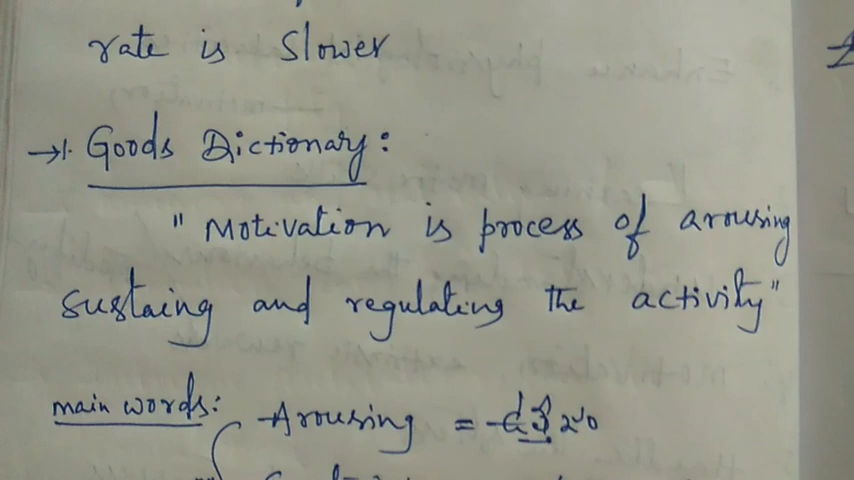 rate is slower
→1. Goods Dictionary:
" Motivation is process of arousing
sustaing and regulating the activity"
main words: Arousing =